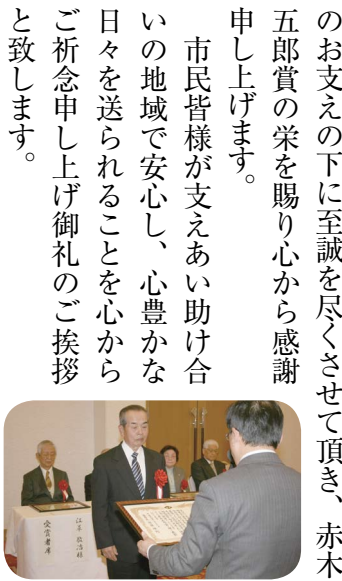 のお支えの下に至誠を尽くさせて頂き、赤木
五郎賞の栄を賜り心から感謝
申し上げます。
市民皆様が支えあい助け合
いの地域で安心し、心豊かな
日々を送られることを心から
ご祈念申し上げ御礼のご挨拶
と致します。
受賞者席